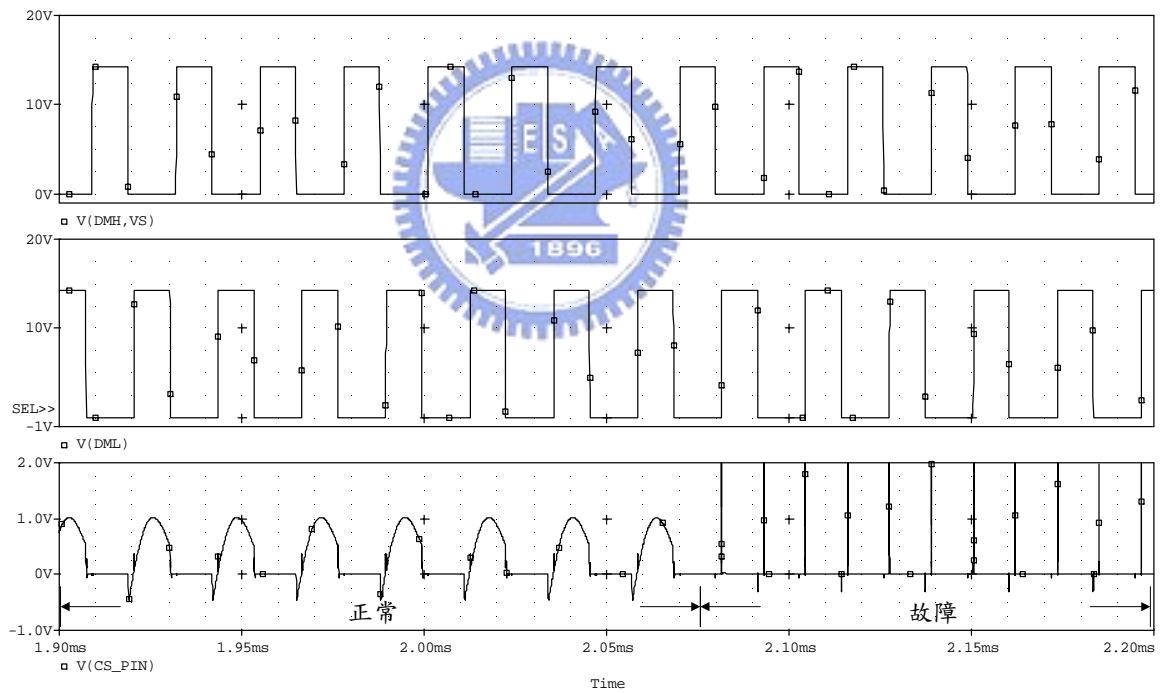 20V
10V
0V
V(DMH,VS)
20V
10V
SEL>>
-1V
V(DML)
2.0V
1.0V
0V
-1.0V
正常
故障
1.90ms 1.95ms 2.00ms 2.05ms 2.10ms 2.15ms 2.20ms
V(CS_PIN)
Time
E S A
1896